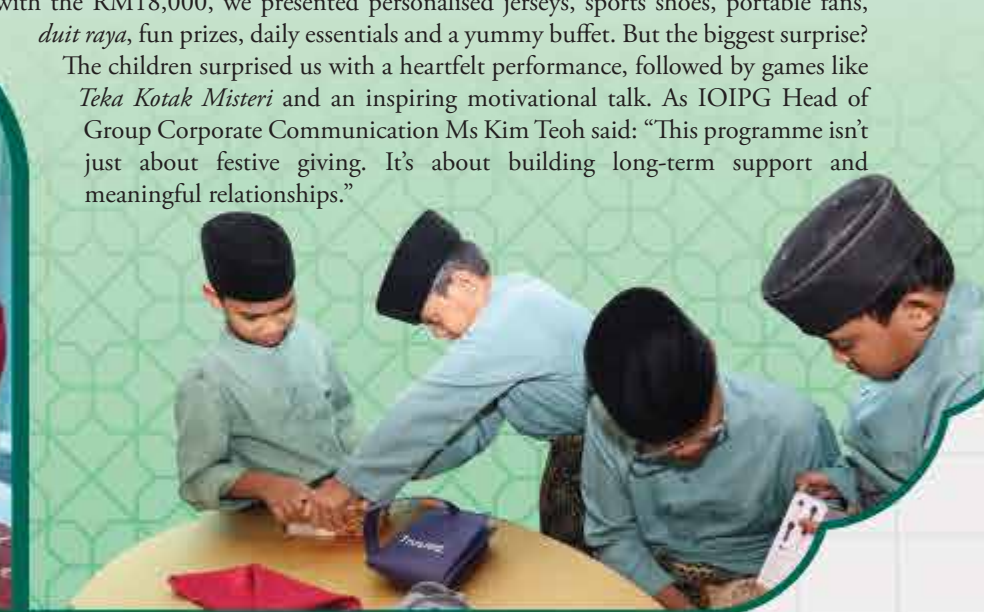 with the RM18,000, we presented personalised jerseys, sports shoes, portable fans,
duit raya, fun prizes, daily essentials and a yummy buffet. But the biggest surprise?
The children surprised us with a heartfelt performance, followed by games like
Teka Kotak Misteri and an inspiring motivational talk. As IOIPG Head of
Group Corporate Communication Ms Kim Teoh said: “This programme isn’t
just about festive giving. It’s about building long-term support and
meaningful relationships.”